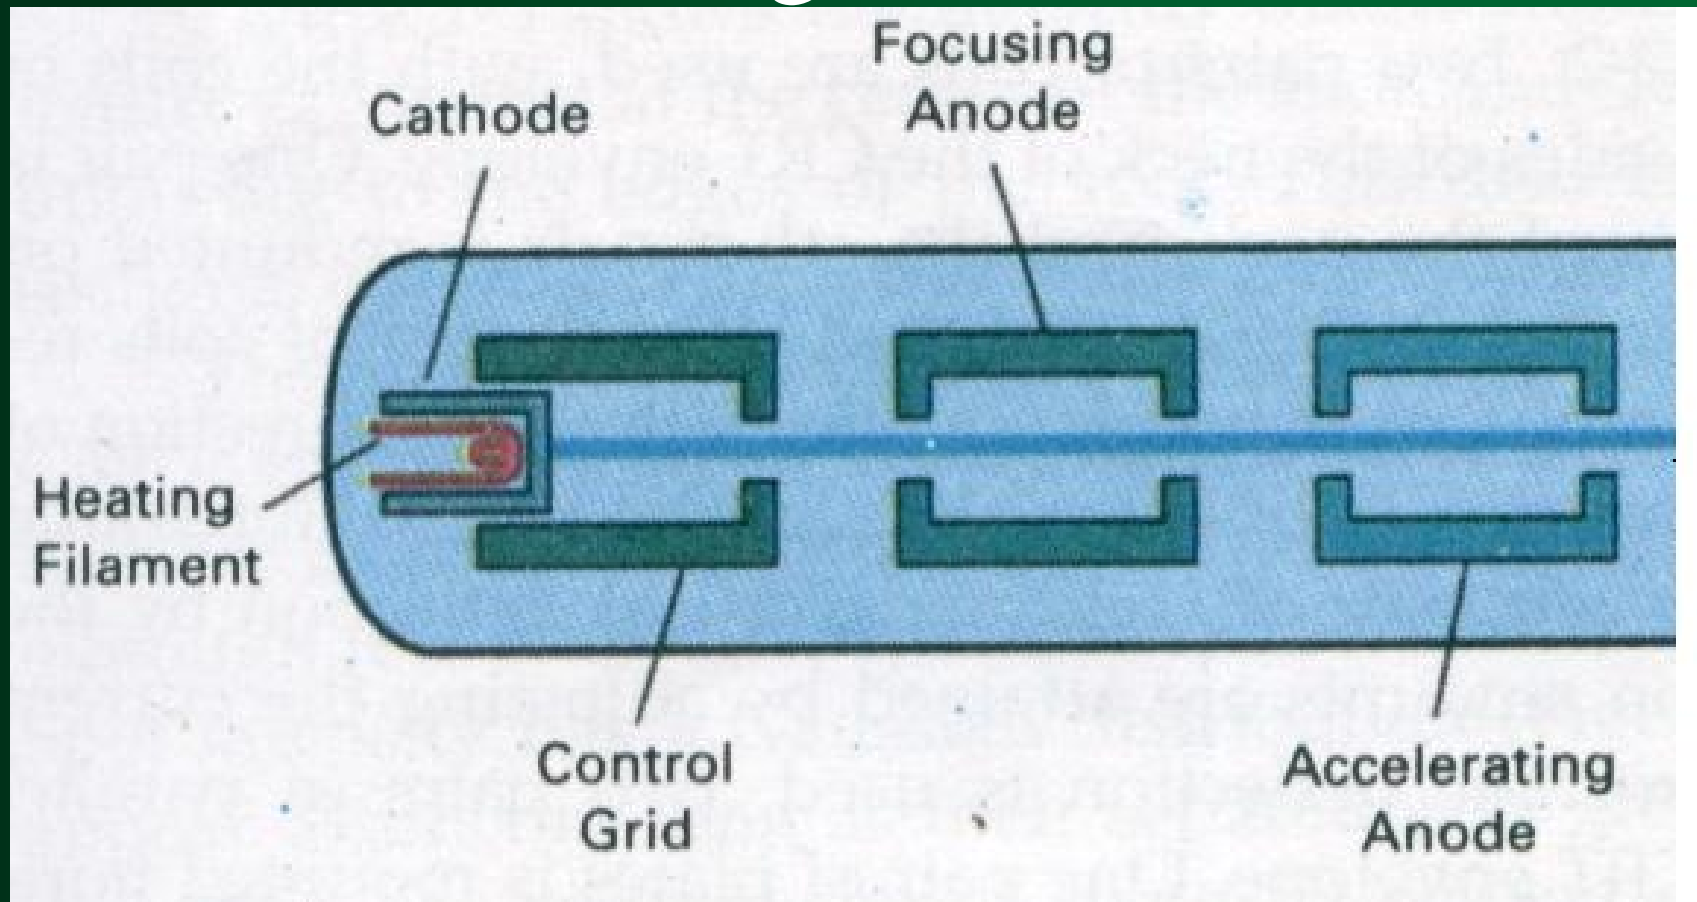 Focusing
Anode
Cathode
Heating
Filament
Control
Grid
Accelerating
Anode